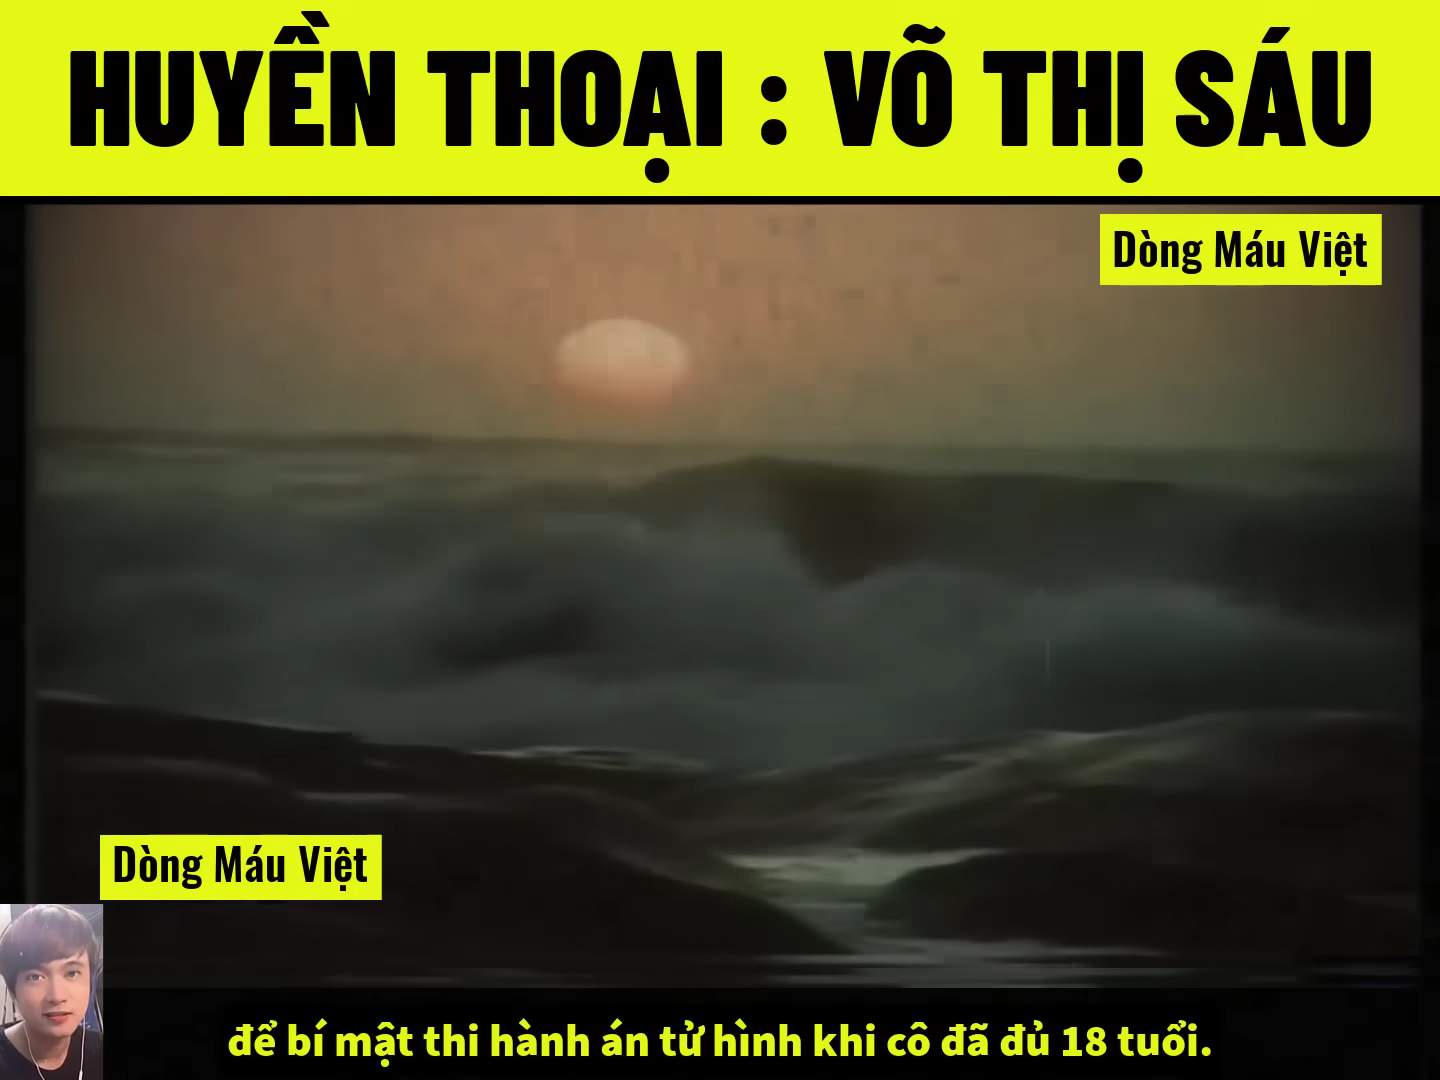 HUYỀN THOẠI : VÕ THỊ SÁU
Dòng Máu Việt
Dòng Máu Việt
để bí mật thi hành án tử hình khi cô đã đủ 18 tuổi.